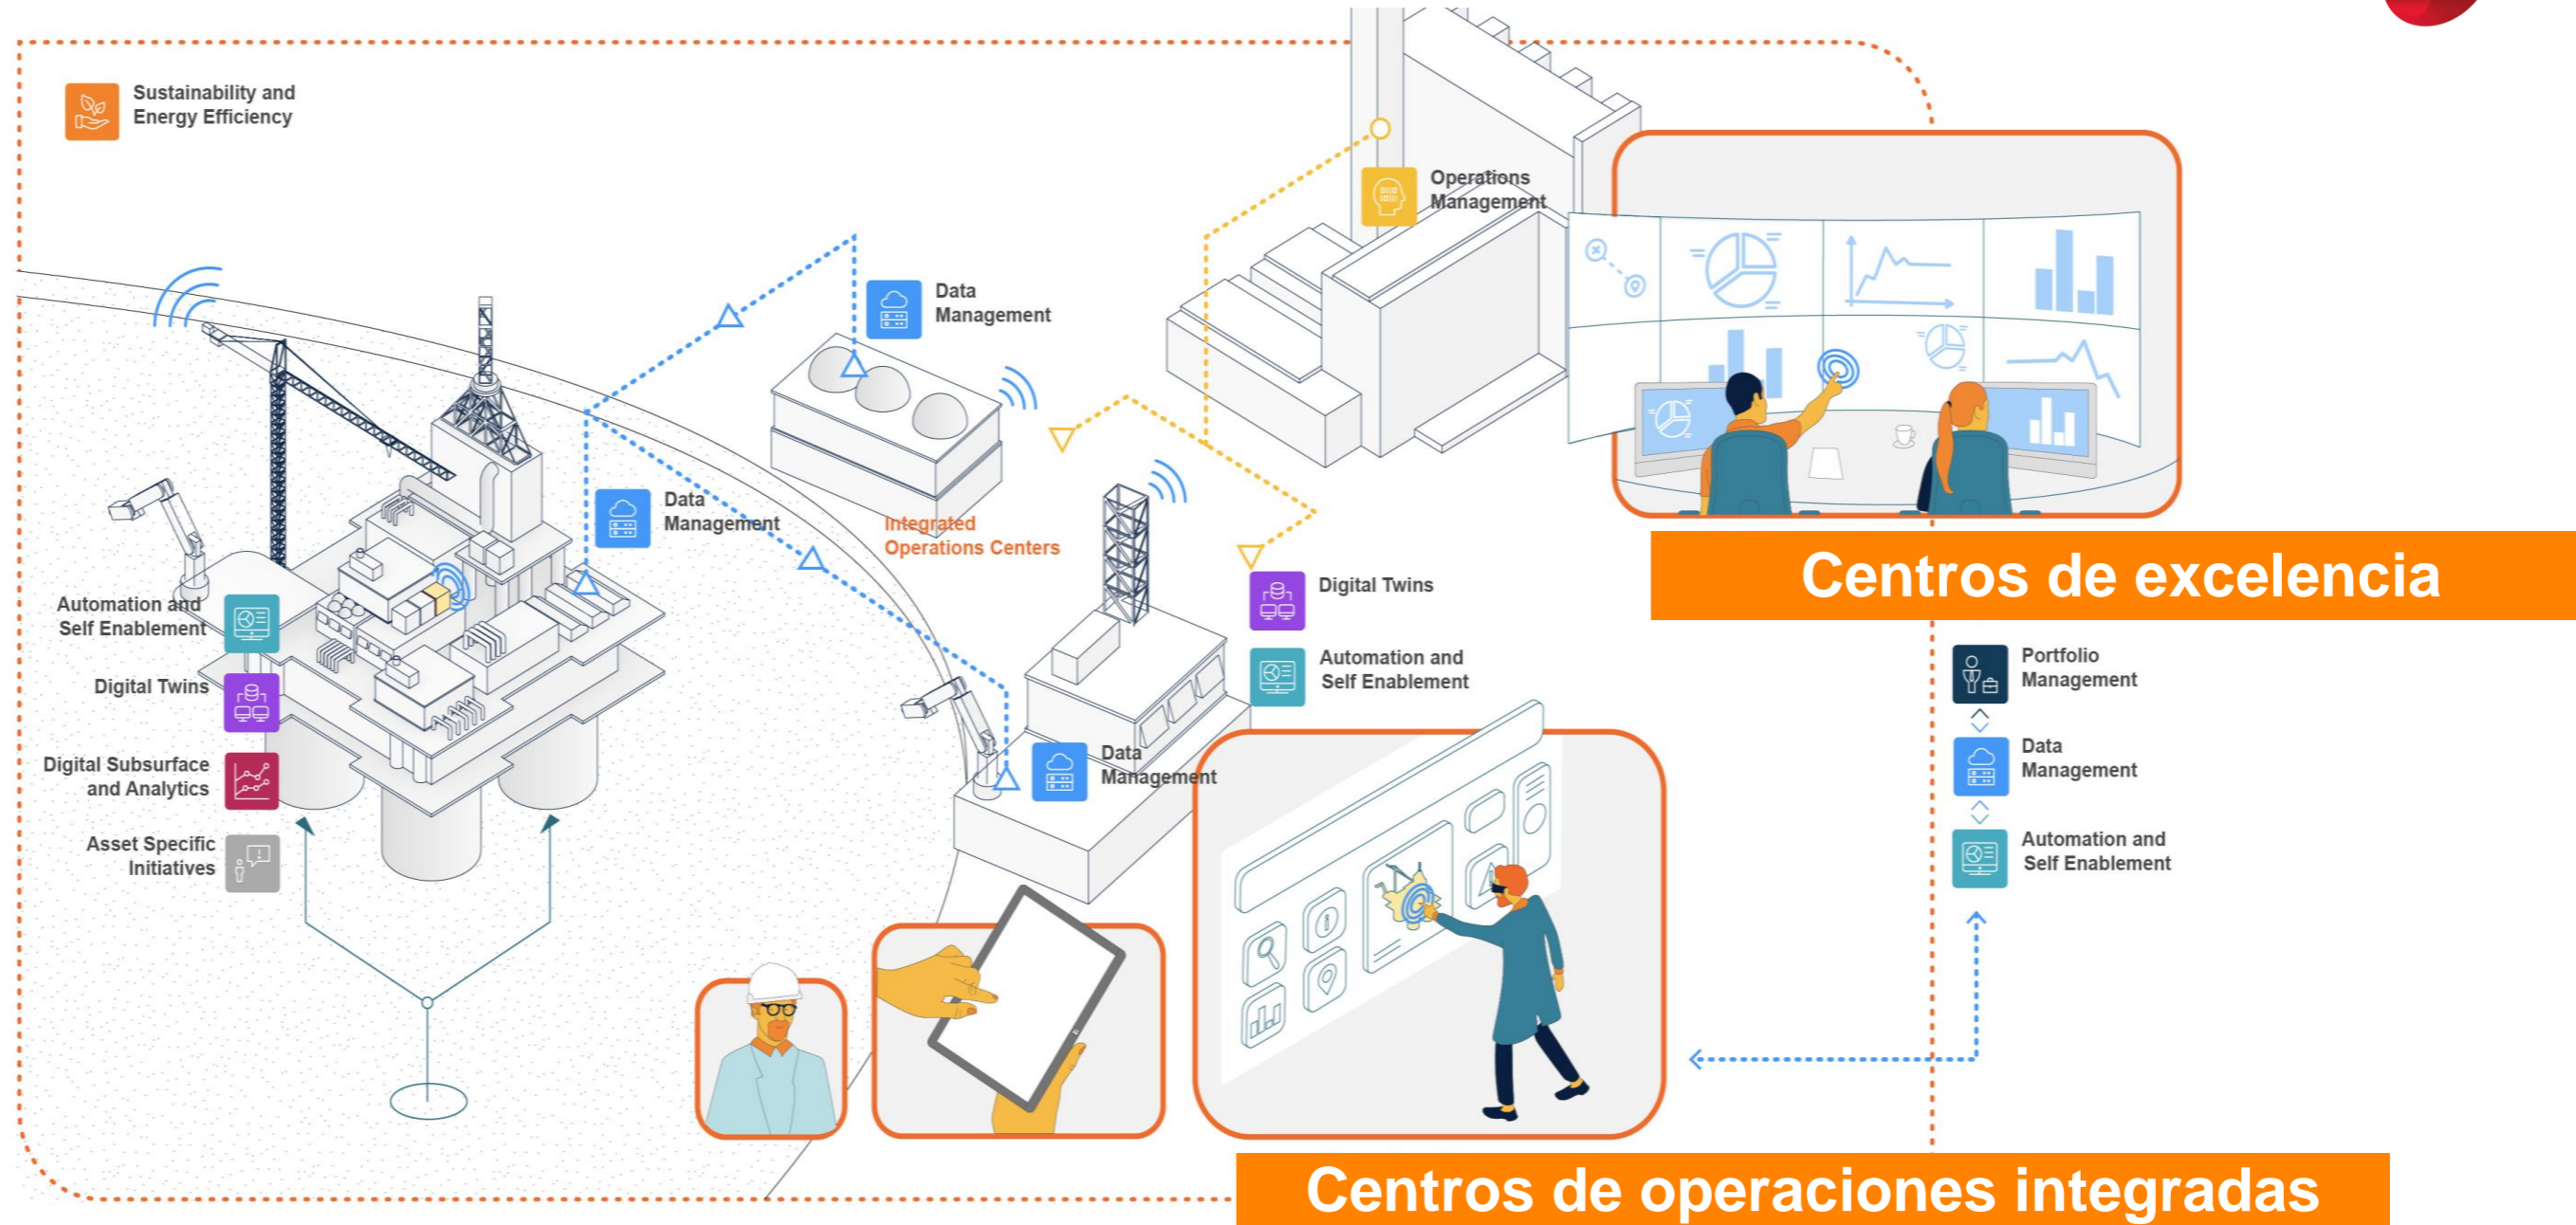 Sustainability and
Energy Efficiency
Operations
Management
Data
Management
Data
Management
Integrated
Operations Centers
Centros de excelencia
Automation and
Self Enablement
Digital Twins
Digital Subsurface
and Analytics
Asset Specific
Initiatives
Digital Twins
Automation and
Self Enablement
Data
Management
Portfolio
Management
Data
Management
Automation and
Self Enablement
Centros de operaciones integradas